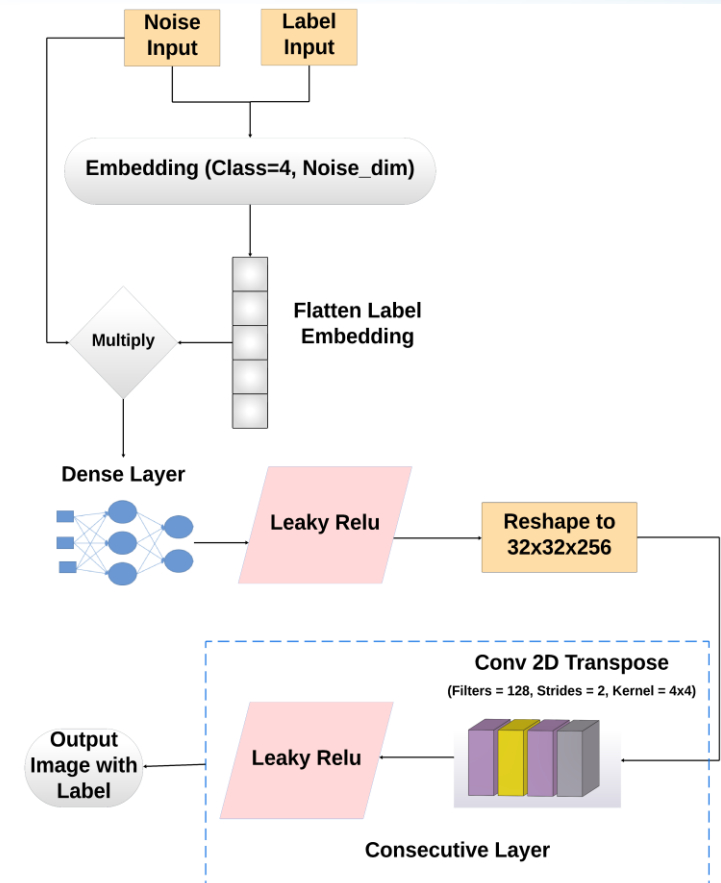 Noise
Input
Label
Input
Embedding (Class=4, Noise_dim)
Flatten Label
Embedding
Multiply
Dense Layer
Leaky Relu
Reshape to
32x32x256
Conv 2D Transpose
(Filters = 128, Strides = 2, Kernel = 4x4)
Leaky Relu
Output
Image with
Label
Consecutive Layer